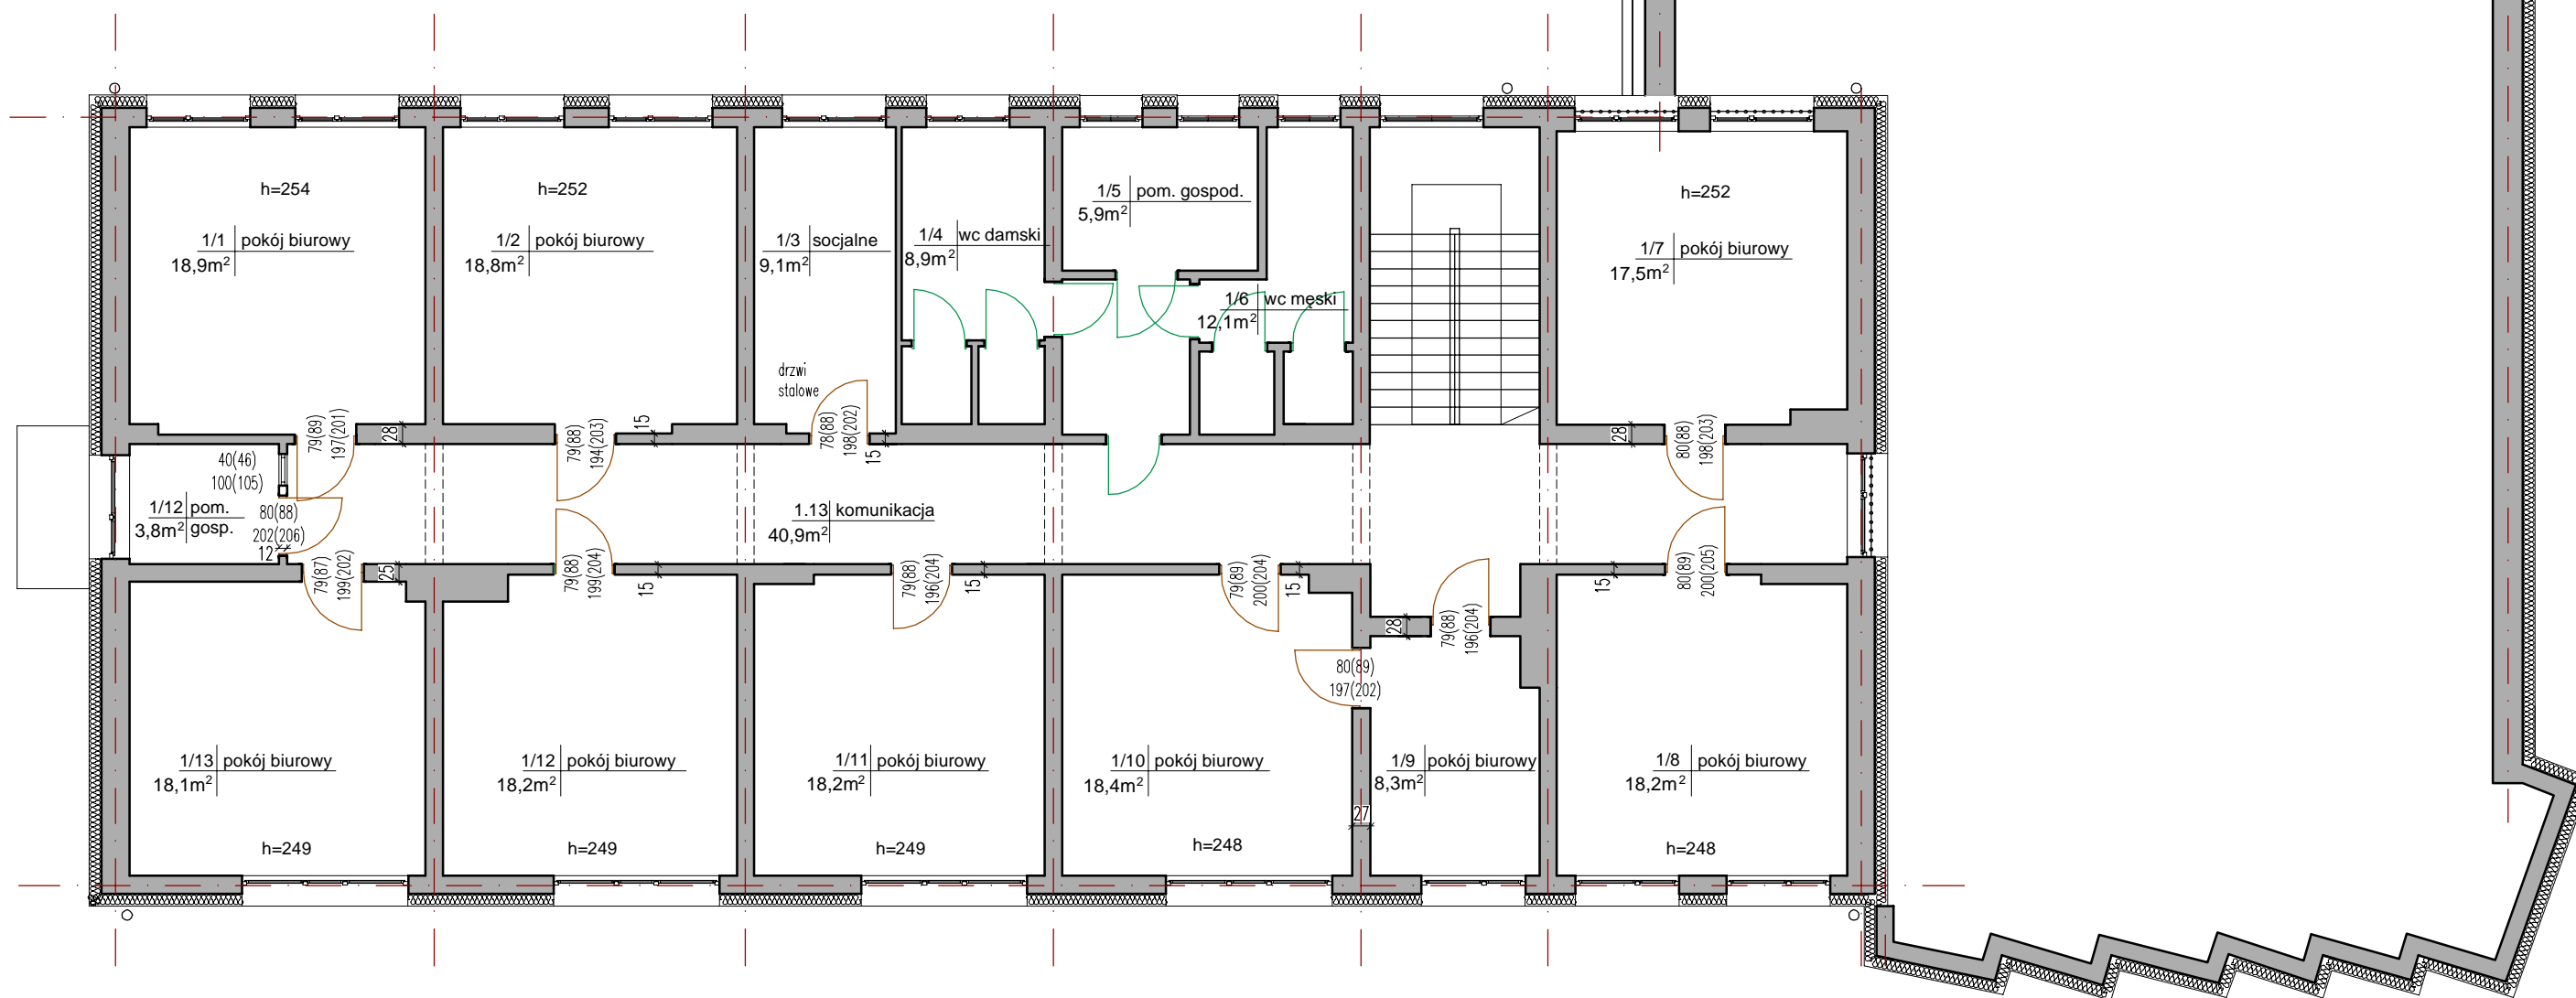 h=254
h=252
h=252
1/1 pokój biurowy
18,9m²
1/2 pokój biurowy
18,8m²
1/3 socjalne
9,1m²
1/4 wc damski
8,9m²
1/5 pom. gospod.
5,9m²
1/6 wc męski
12,1m²
1/7 pokój biurowy
17,5m²
drzwi
stalowe
79(89)
197(201)
28
79(88)
194(203)
15
78(88)
198(202)
15
28
80(88)
198(203)
40(46)
100(105)
1/12 pom.
3,8m² gosp.
80(88)
202(206)
12
1.13 komunikacja
40,9m²
79(87)
199(202)
25
79(88)
199(204)
15
79(88)
196(204)
15
79(89)
200(204)
15
28
79(88)
196(204)
15
80(89)
200(205)
80(89)
197(202)
1/13 pokój biurowy
18,1m²
1/12 pokój biurowy
18,2m²
1/11 pokój biurowy
18,2m²
1/10 pokój biurowy
18,4m²
1/9 pokój biurowy
8,3m²
1/8 pokój biurowy
18,2m²
27
h=249
h=249
h=249
h=248
h=248